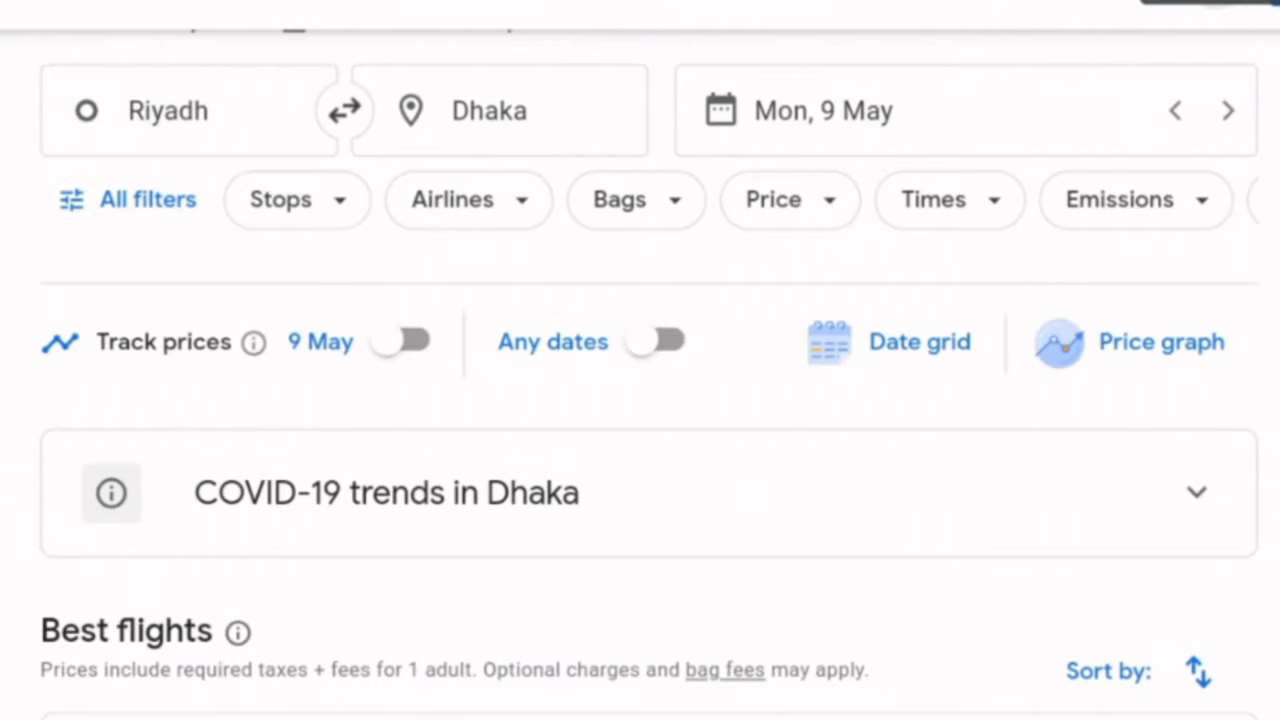 Riyadh Dhaka Mon, 9 May
All filters Stops Airlines Bags Price Times Emissions
Track prices 9 May Any dates Date grid Price graph
COVID-19 trends in Dhaka
Best flights
Prices include required taxes + fees for 1 adult. Optional charges and bag fees may apply. Sort by: